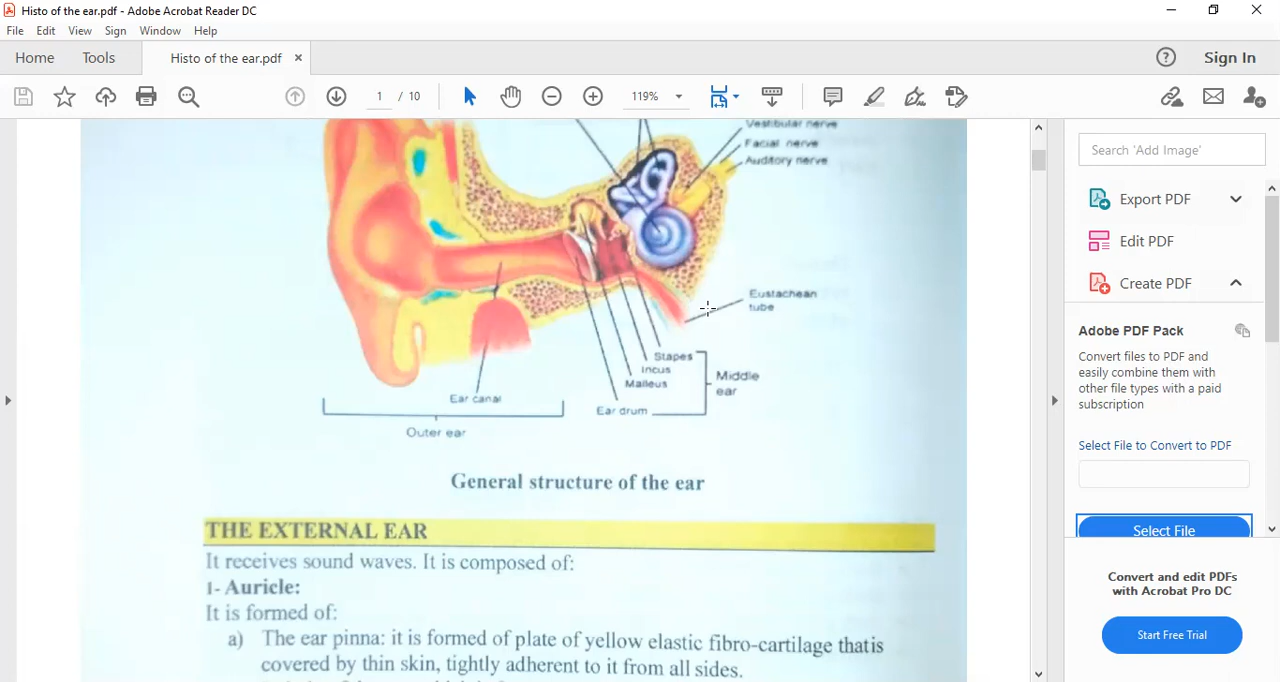 Histo of the ear.pdf - Adobe Acrobat Reader DC
File Edit View Sign Window Help
Home Tools Histo of the ear.pdf × ? Sign In
1 / 10 119%
Vestibular nerve
Facial nerve
Auditory nerve
Eustachean
tube
Stapes
Incus
Malleus
Ear drum
Middle
ear
Ear canal
Outer ear
General structure of the ear
THE EXTERNAL EAR
It receives sound waves. It is composed of:
1- Auricle:
It is formed of:
a) The ear pinna: it is formed of plate of yellow elastic fibro-cartilage thatis
covered by thin skin, tightly adherent to it from all sides.
Search 'Add Image'
Export PDF
Edit PDF
Create PDF
Adobe PDF Pack
Convert files to PDF and
easily combine them with
other file types with a paid
subscription
Select File to Convert to PDF
Select File
Convert and edit PDFs
with Acrobat Pro DC
Start Free Trial